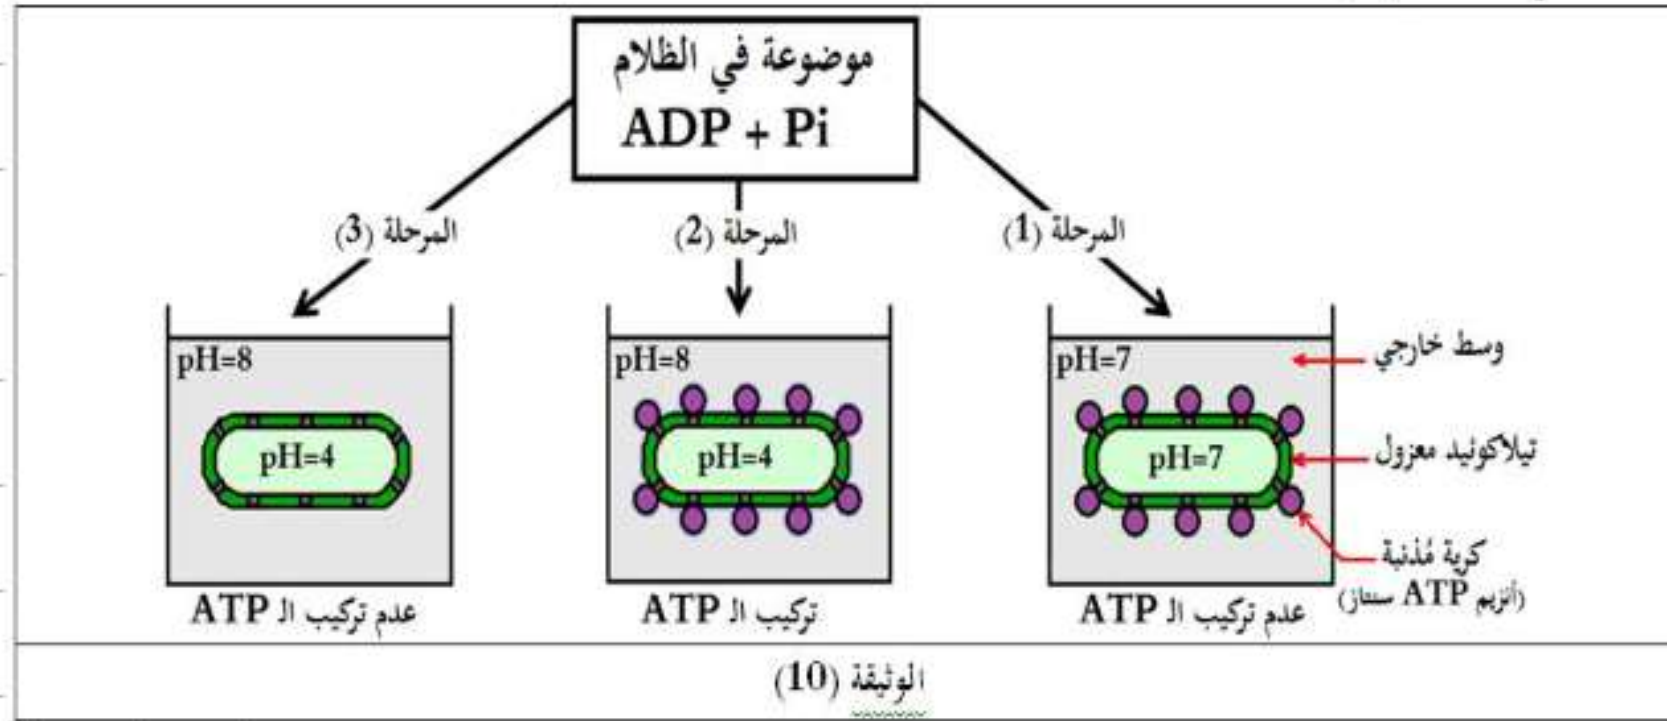 موضوعة في الظلام
ADP + Pi
المرحلة (1)
المرحلة (2)
المرحلة (3)
pH=7
pH=8
pH=8
وسط خارجي
pH=7
pH=4
pH=4
تيلاكوئيد معزول
كرية مُذنبة
(أنزيم ATP سنتاز)
عدم تركيب الـ ATP
تركيب الـ ATP
عدم تركيب الـ ATP
الوثيقة (10)